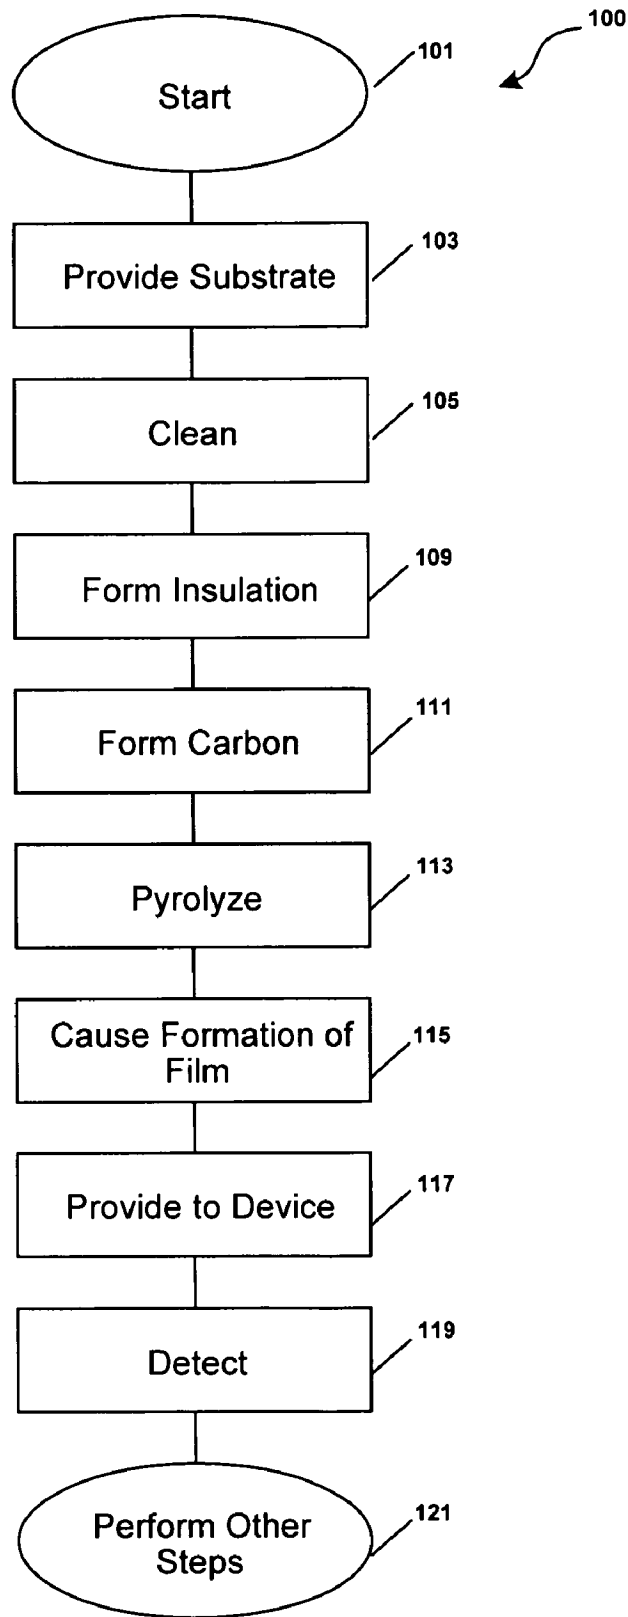 100
Start
101
Provide Substrate
103
Clean
105
Form Insulation
109
Form Carbon
111
Pyrolyze
113
Cause Formation of
Film
115
Provide to Device
117
Detect
119
Perform Other
Steps
121